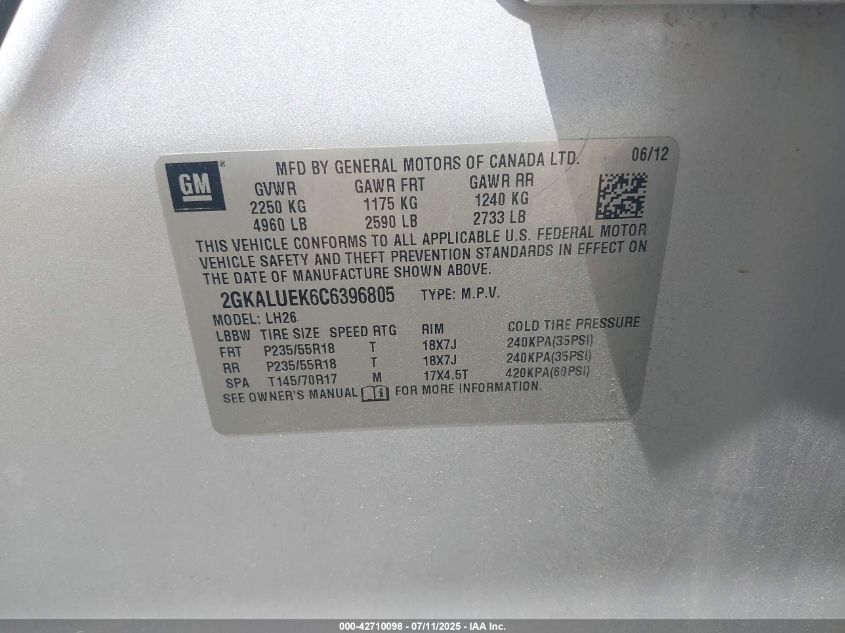 GM ® MFD BY GENERAL MOTORS OF CANADA LTD. 06/12
GVWR GAWR FRT GAWR RR
2250 KG 1175 KG 1240 KG
4960 LB 2590 LB 2733 LB
THIS VEHICLE CONFORMS TO ALL APPLICABLE U.S. FEDERAL MOTOR
VEHICLE SAFETY AND THEFT PREVENTION STANDARDS IN EFFECT ON
THE DATE OF MANUFACTURE SHOWN ABOVE.
2GKALUEK6C6396805 TYPE: M.P.V.
MODEL: LH26
LBBW TIRE SIZE SPEED RTG RIM COLD TIRE PRESSURE
FRT P235/55R18 T 18X7J 240KPA(35PSI)
RR P235/55R18 T 18X7J 240KPA(35PSI)
SPA T145/70R17 M 17X4.5T 420KPA(60PSI)
SEE OWNER'S MANUAL i FOR MORE INFORMATION.
000-42710098 - 07/11/2025 - IAA Inc.